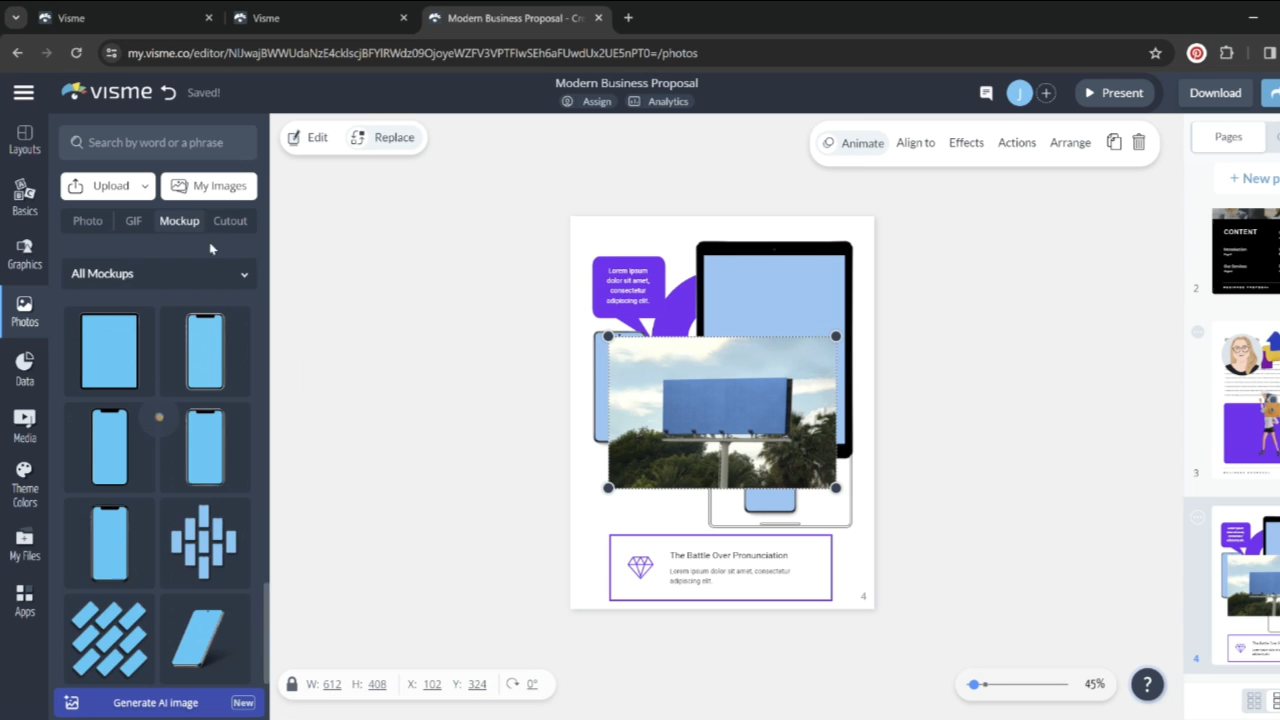 Visme
Visme
Modern Business Proposal - Cr
my.visme.co/editor/NlJwajBWWUdaNzE4cklscjBFYlRWdz09OjoyeWZFV3VPTFIwSEh6aFUwdUx2UE5nPT0=/photos
visme
Saved!
Modern Business Proposal
Assign
Analytics
J
Present
Download
Layouts
Basics
Graphics
Photos
Data
Media
Theme
Colors
My Files
Apps
Search by word or a phrase
Upload
My Images
Photo
GIF
Mockup
Cutout
All Mockups
Generate AI image
New
Edit
Replace
Animate
Align to
Effects
Actions
Arrange
Lorem ipsum
dolor sit amet,
consectetur
adipiscing elit.
The Battle Over Pronunciation
Lorem ipsum dolor sit amet, consectetur
adipiscing elit.
4
W: 612
H: 408
X: 102
Y: 324
0°
45%
?
Pages
+ New p
CONTENT
2
3
4